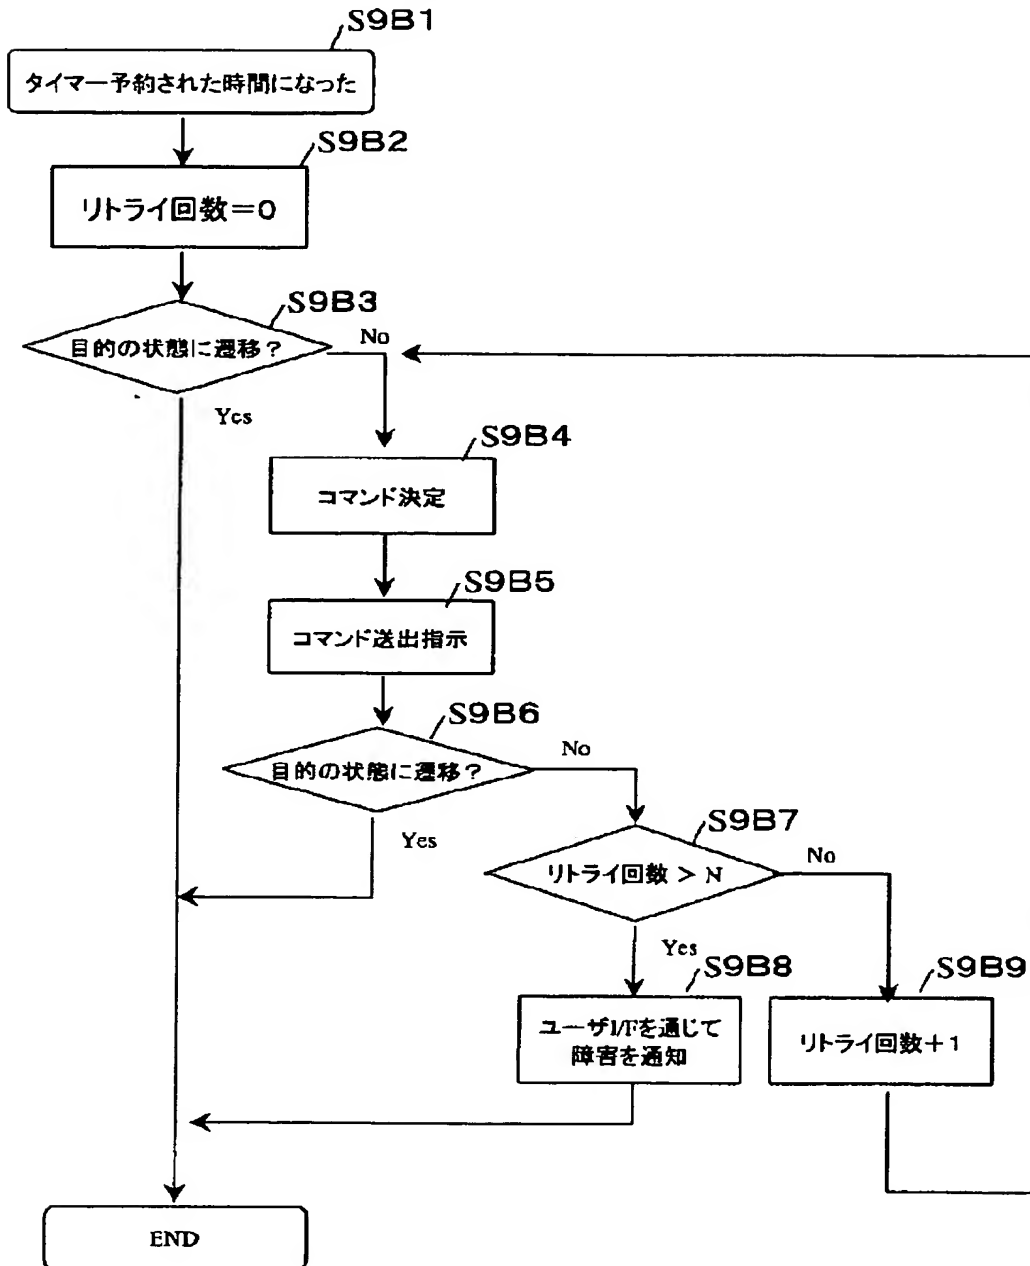 S9B1
タイマー予約された時間になった
S9B2
リトライ回数＝0
S9B3
目的の状態に遷移？
No
Yes
S9B4
コマンド決定
S9B5
コマンド送出指示
S9B6
目的の状態に遷移？
No
Yes
S9B7
リトライ回数 > N
No
Yes
S9B8
ユーザI/Fを通じて
障害を通知
S9B9
リトライ回数＋1
END